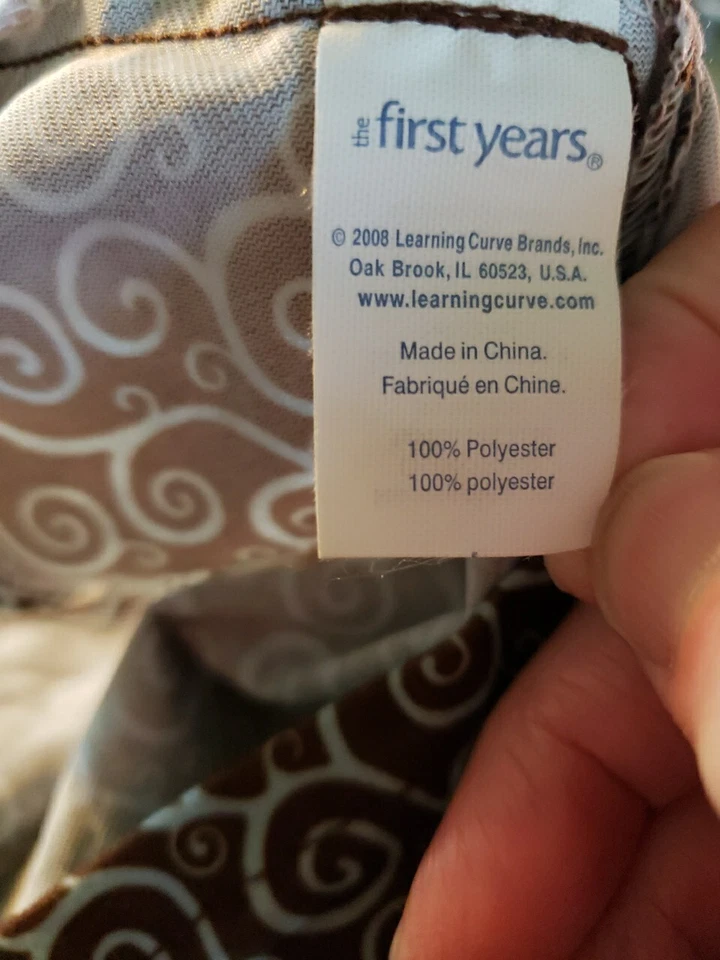 the first years®
© 2008 Learning Curve Brands, Inc.
Oak Brook, IL 60523, U.S.A.
www.learningcurve.com
Made in China.
Fabriqué en Chine.
100% Polyester
100% polyester